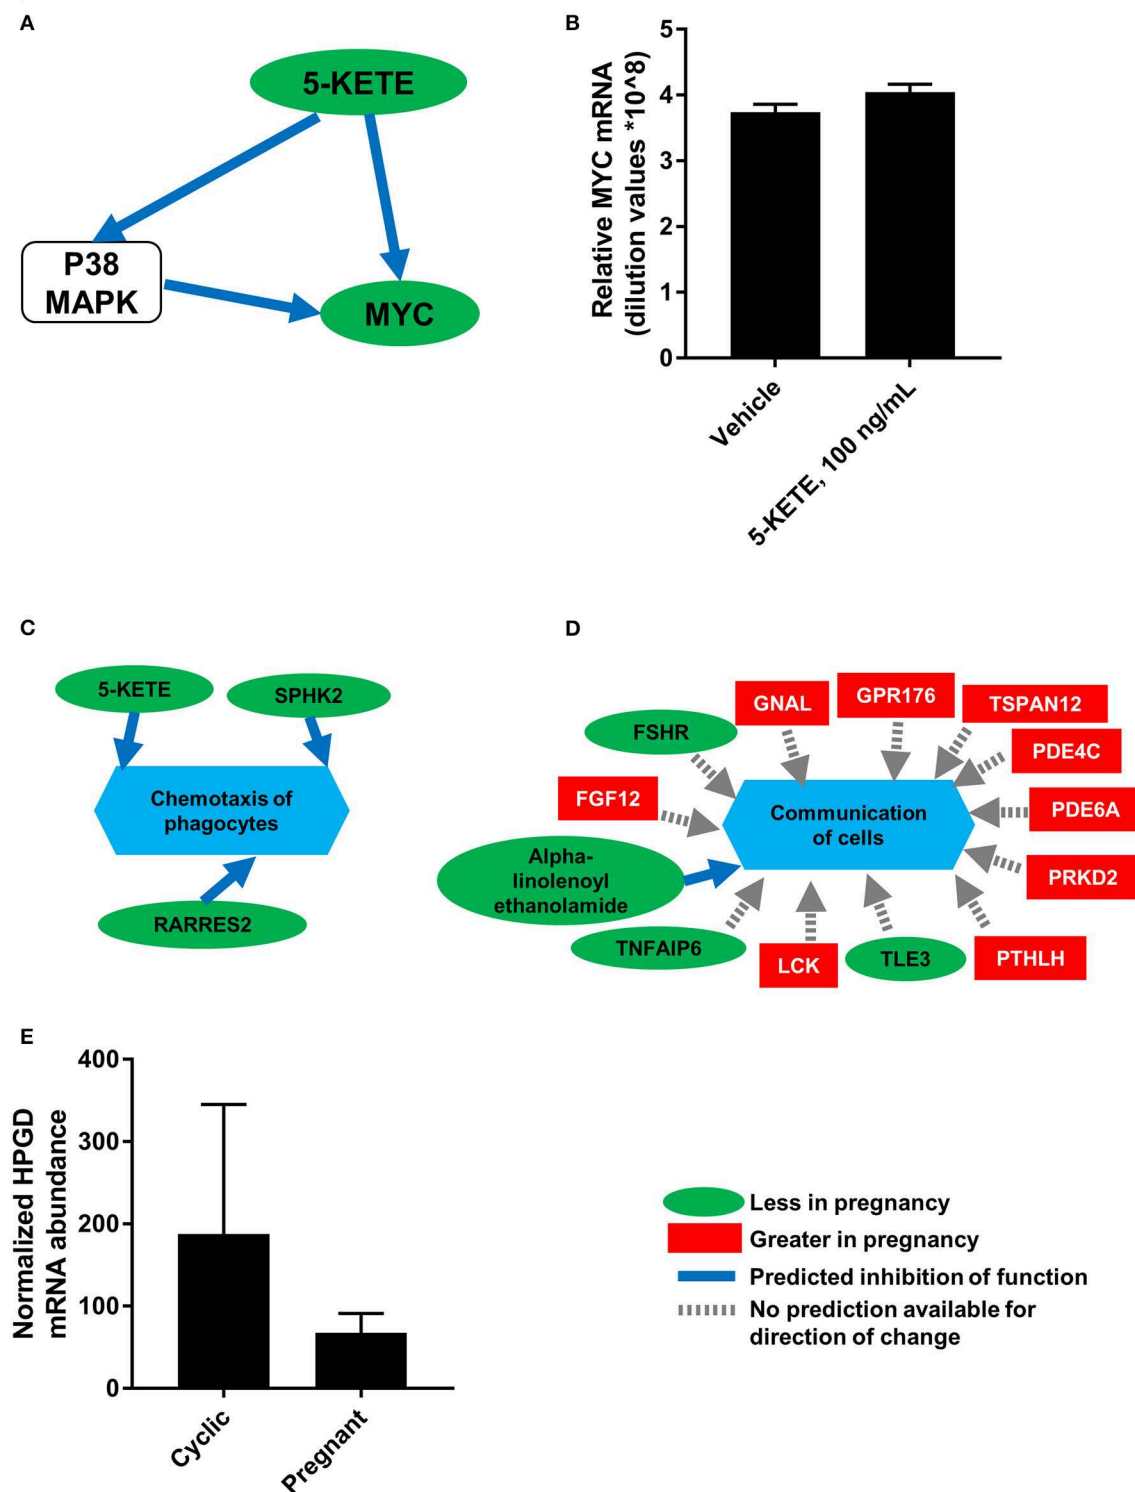 A
5-KETE
P38
MAPK
MYC
B
Relative MYC mRNA
(dilution values *10^8)
5
4
3
2
1
0
Vehicle
5-KETE, 100 ng/mL
C
5-KETE
SPHK2
Chemotaxis of
phagocytes
RARRES2
D
GNAL
GPR176
TSPAN12
FSHR
PDE4C
FGF12
PDE6A
Communication
of cells
Alpha-
linolenoyl
ethanolamide
PRKD2
TNFAIP6
LCK
TLE3
PTHLH
E
Normalized HPGD
mRNA abundance
400
300
200
100
0
Cyclic
Pregnant
Less in pregnancy
Greater in pregnancy
Predicted inhibition of function
No prediction available for
direction of change